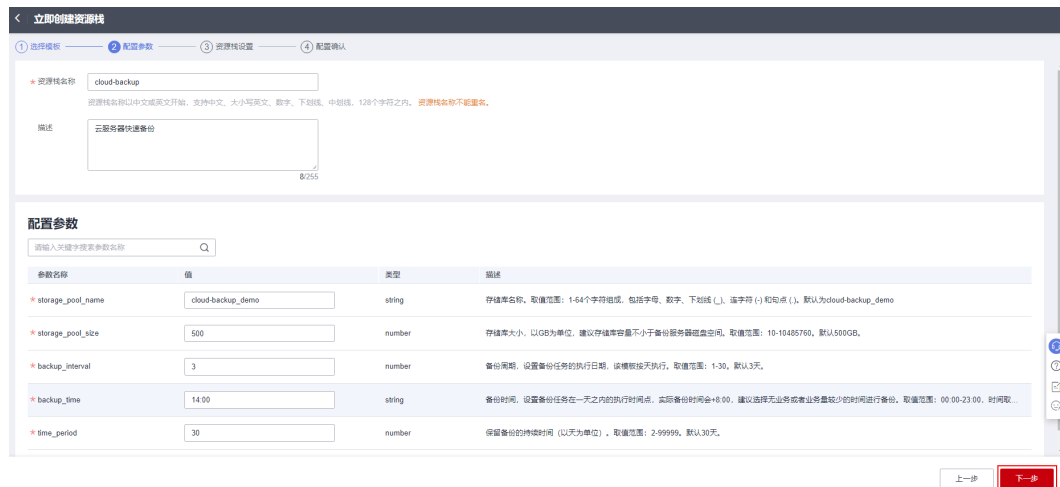 立即创建资源栈
1 选择模板 2 配置参数 3 资源栈设置 4 配置确认
* 资源栈名称 cloud-backup
资源栈名称以中文或英文开始，支持中文、大小写英文、数字、下划线、中划线，128个字符之内。资源栈名称不能重名。
描述 云服务器快速备份
8/255
配置参数
请输入关键字搜索参数名称
参数名称 值 类型 描述
* storage_pool_name cloud-backup_demo string 存储库名称。取值范围：1-64个字符组成，包括字母、数字、下划线 (_)、连字符 (-) 和句点 (.)。默认为cloud-backup_demo
* storage_pool_size 500 number 存储库大小，以GB为单位，建议存储库容量不小于备份服务器磁盘空间。取值范围：10-10485760。默认500GB。
* backup_interval 3 number 备份周期，设置备份任务的执行日期，该模板按天执行。取值范围：1-30。默认3天。
* backup_time 14:00 string 备份时间，设置备份任务在一天之内的执行时间点，实际备份时间会+8:00，建议选择无业务或者业务量较少的时间进行备份。取值范围：00:00-23:00，时间取...
* time_period 30 number 保留备份的持续时间（以天为单位）。取值范围：2-99999。默认30天。
上一步 下一步